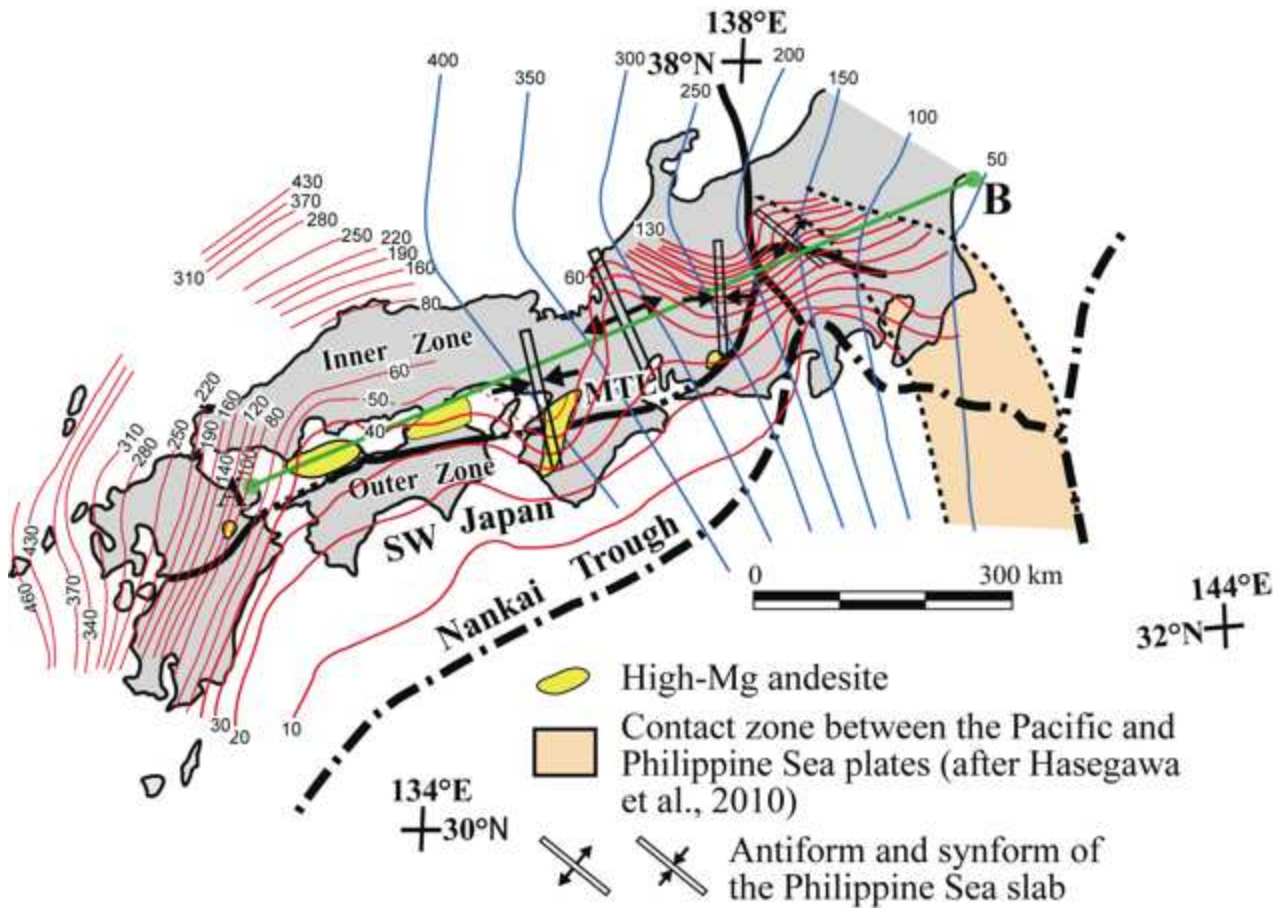 138°E
38°N
400
350
300
250
200
150
100
50
B
430
370
280
310
250
220
190
160
80
130
60
Inner Zone
60
50
40
MTL
Outer Zone
SW Japan
Nankai Trough
220
160
120
80
190
250
280
310
140
100
430
460
370
340
30
20
10
0 300 km
144°E
32°N
134°E
30°N
High-Mg andesite
Contact zone between the Pacific and
Philippine Sea plates (after Hasegawa
et al., 2010)
Antiform and synform of
the Philippine Sea slab